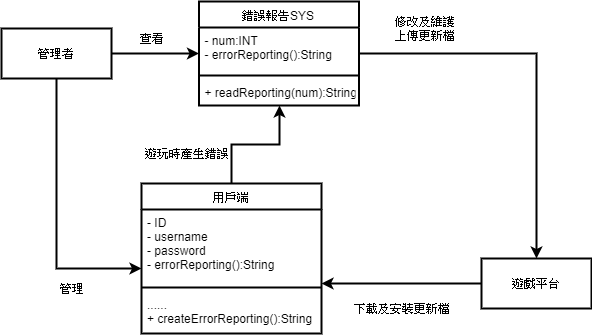 錯誤報告SYS
管理者
查看
- num:INT
- errorReporting():String
修改及維護
上傳更新檔
+ readReporting(num):String
遊玩時產生錯誤
用戶端
- ID
- username
- password
- errorReporting():String
管理
遊戲平台
......
+ createErrorReporting():String
下載及安裝更新檔